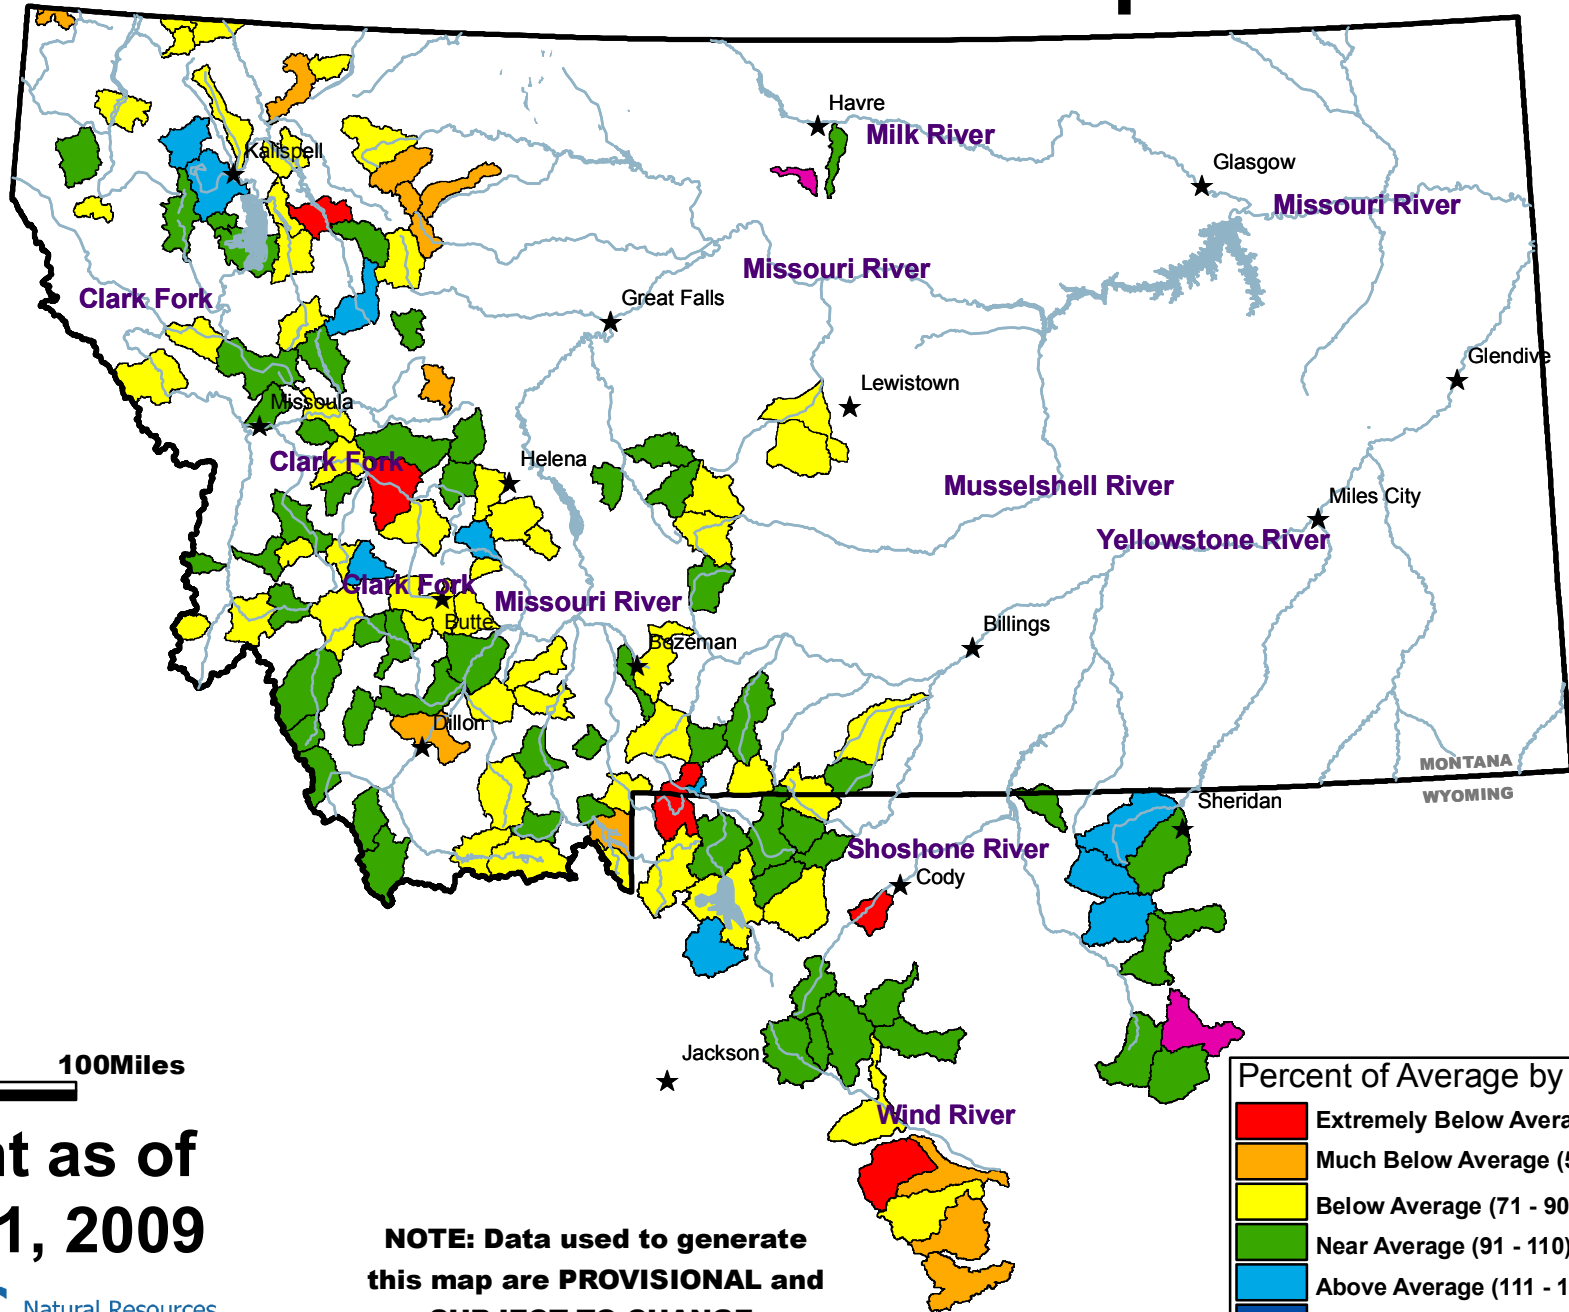 Havre
Milk River
Kalispell
Glasgow
Missouri River
Missouri River
Clark Fork
Great Falls
Glendive
Lewistown
Missoula
Clark Fork
Helena
Musselshell River
Miles City
Yellowstone River
Clark Fork
Missouri River
Butte
Billings
Bozeman
Dillon
MONTANA
WYOMING
Sheridan
Shoshone River
Cody
Jackson
Wind River
100Miles
as of
1, 2009
Natural Resources
NOTE: Data used to generate
this map are PROVISIONAL and
SUBJECT TO CHANGE
Percent of Average by
Extremely Below
Much Below Average (5
Below Average (71 - 90
Near Average (91 - 110)
Above Average (111 - 1